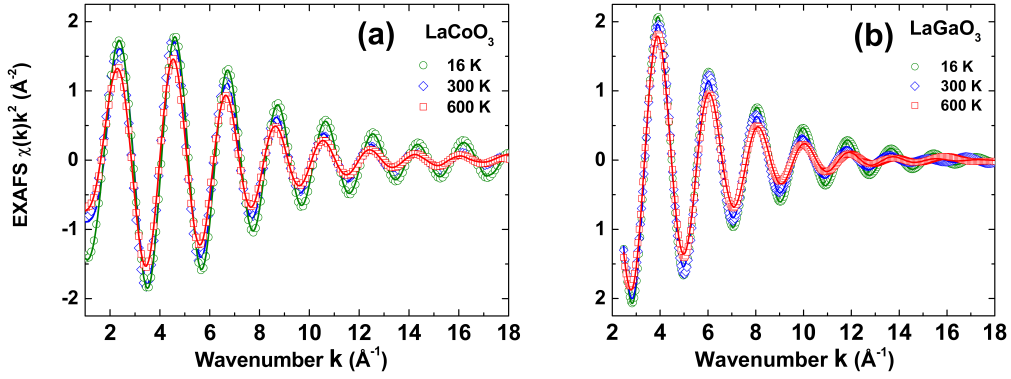 (a)
LaCoO3
16 K
300 K
600 K
EXAFS χ(k)k² (Å⁻²)
2
1
0
-1
-2
2 4 6 8 10 12 14 16 18
Wavenumber k (Å⁻¹)
(b)
LaGaO3
16 K
300 K
600 K
2
1
0
1
2
2 4 6 8 10 12 14 16 18
Wavenumber k (Å⁻¹)